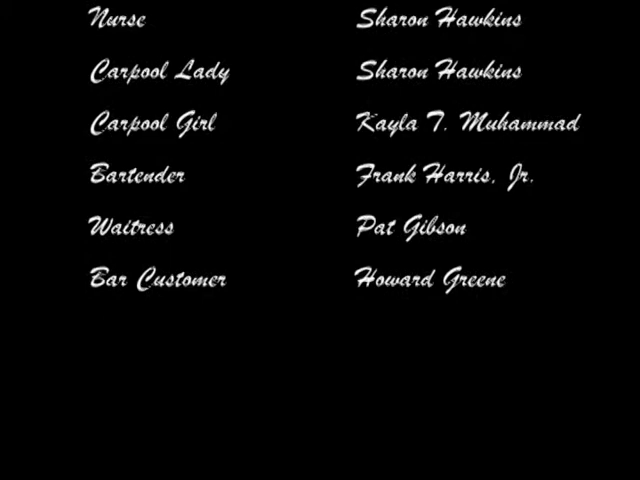 Nurse Sharon Hawkins
Carpool Lady Sharon Hawkins
Carpool Girl Kayla T. Muhammad
Bartender Frank Harris, Jr.
Waitress Pat Gibson
Bar Customer Howard Greene